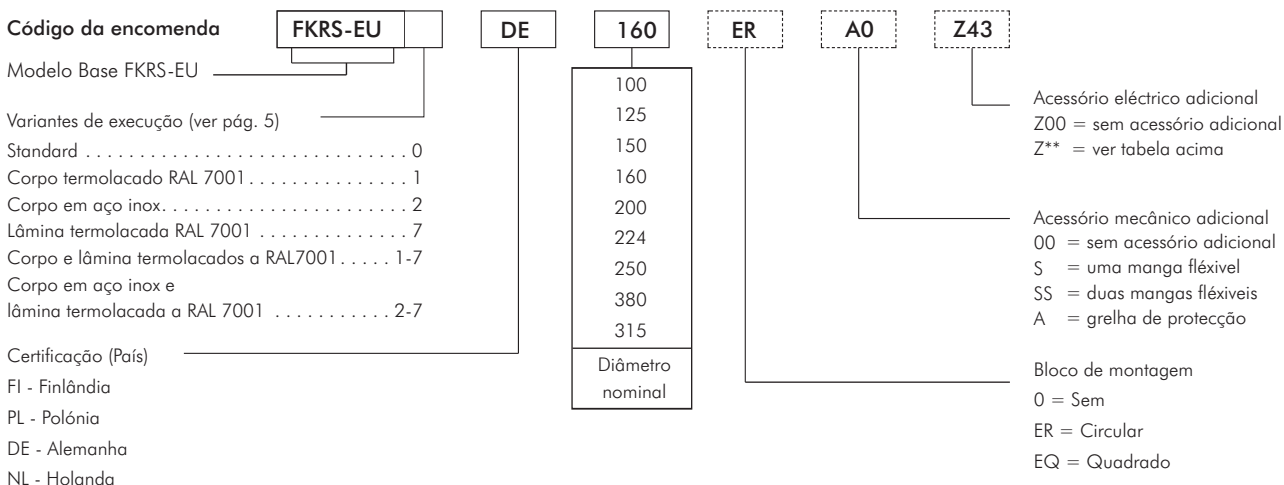 Código da encomenda FKRS-EU DE 160 ER A0 Z43
Modelo Base FKRS-EU
Variantes de execução (ver pág. 5)
Standard . . . . . . . . . . . . . . . . . . . . . . . . . . . . . . 0
Corpo termolacado RAL 7001. . . . . . . . . . . . . . . 1
Corpo em aço inox. . . . . . . . . . . . . . . . . . . . . . . 2
Lâmina termolacada RAL 7001 . . . . . . . . . . . . . . 7
Corpo e lâmina termolacados a RAL7001. . . . . 1-7
Corpo em aço inox e
lâmina termolacada a RAL 7001 . . . . . . . . . . . 2-7
Certificação (País)
FI - Finlândia
PL - Polónia
DE - Alemanha
NL - Holanda
100
125
150
160
200
224
250
380
315
Diâmetro
nominal
Acessório eléctrico adicional
Z00 = sem acessório adicional
Z** = ver tabela acima
Acessório mecânico adicional
00 = sem acessório adicional
S = uma manga fléxivel
SS = duas mangas fléxiveis
A = grelha de protecção
Bloco de montagem
0 = Sem
ER = Circular
EQ = Quadrado